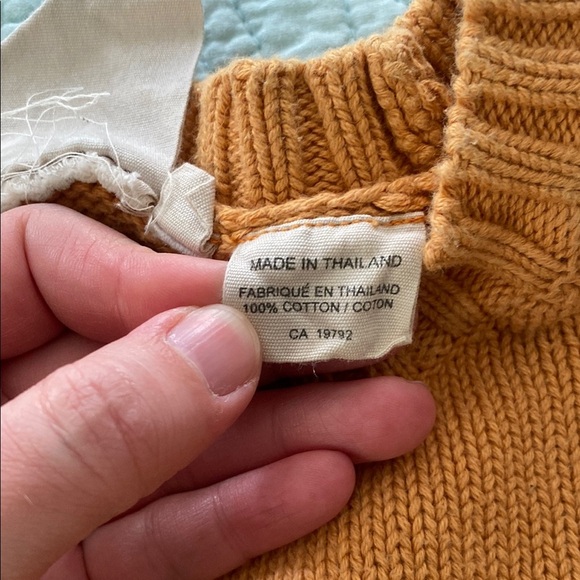 MADE IN THAILAND
FABRIQUÉ EN THAILAND
100% COTTON / COTON
CA 19792